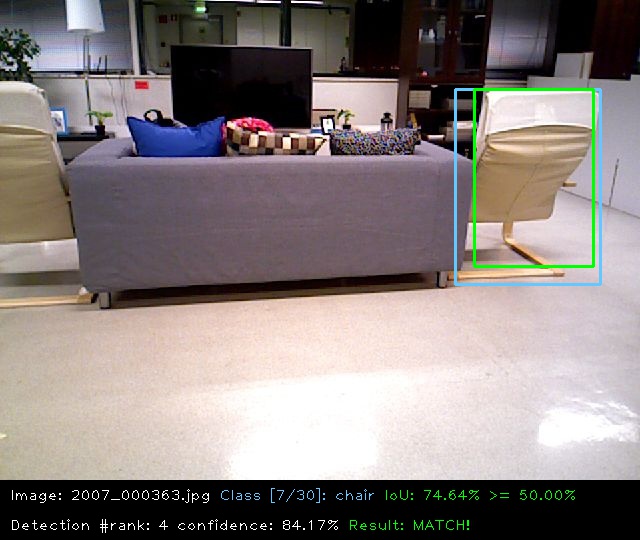 Image: 2007_000363.jpg Class [7/30]: chair IoU: 74.64% >= 50.00%
Detection #rank: 4 confidence: 84.17% Result: MATCH!